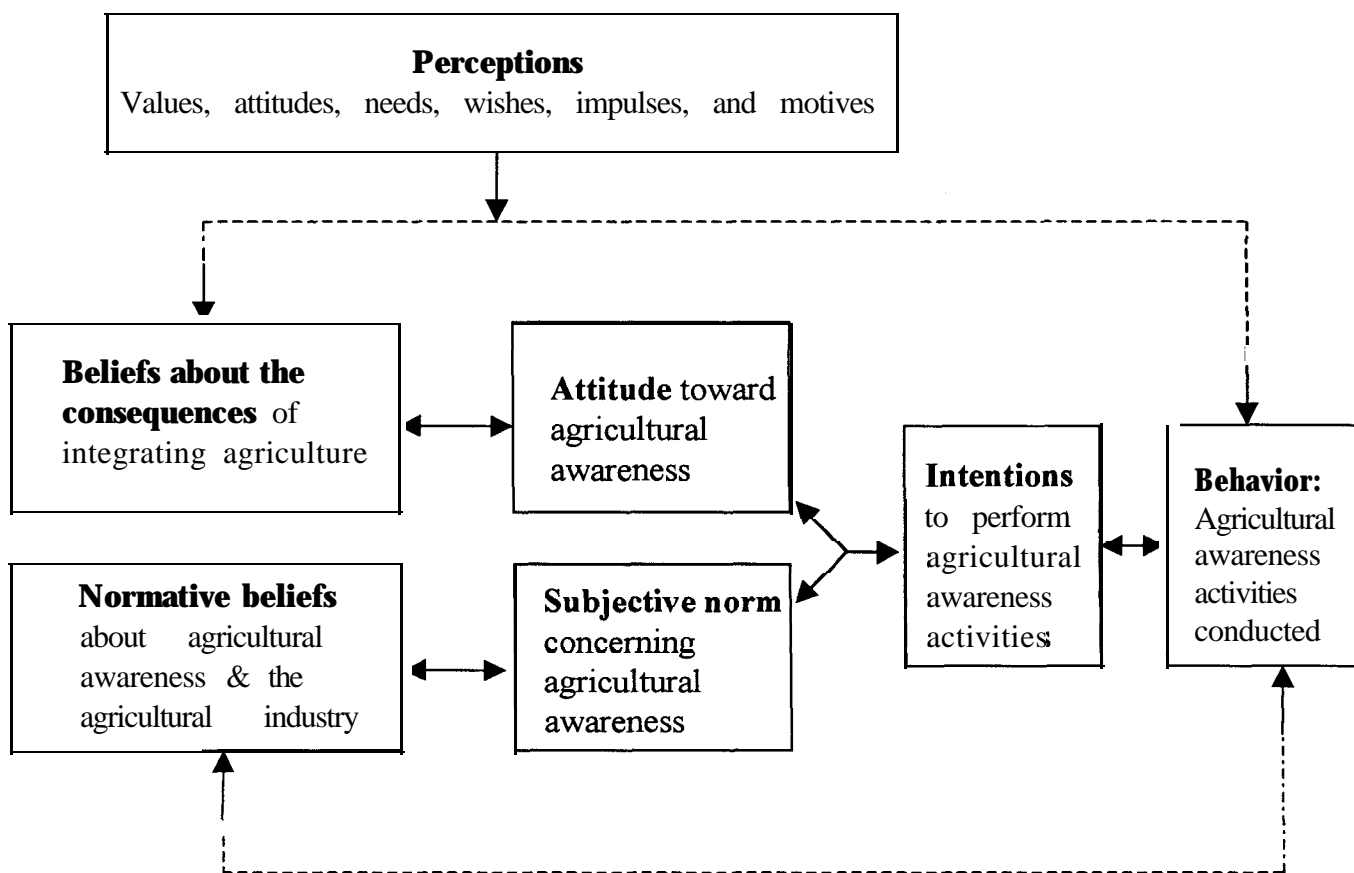 Perceptions
Values, attitudes, needs, wishes, impulses, and motives
Beliefs about the
consequences of
integrating agriculture
Attitude toward
agricultural
awareness
Normative beliefs
about agricultural
awareness & the
agricultural industry
Subjective norm
concerning
agricultural
awareness
Intentions
to perform
agricultural
awareness
activities
Behavior:
Agricultural
awareness
activities
conducted